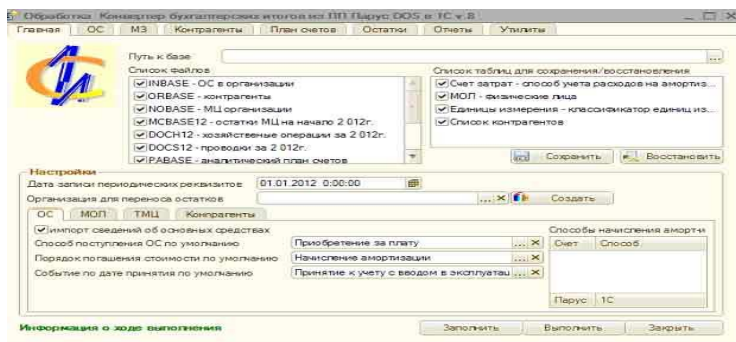 Обработка Конвертер бухгалтерских итогов из ПП Парус DOS в 1С v.8
Главная ОС МЗ Контрагенты План счетов Остатки Отчеты Утилиты
Путь к базе
Список файлов
INBASE - ОС в организации
ORBASE - контрагенты
NOBASE - МЦ организации
MCBASE12 - остатки МЦ на начало 2 012г.
DOCH12 - хозяйственые операции за 2 012г.
DOCS12 - проводки за 2 012г.
PABASE - аналитический план счетов
Список таблиц для сохранения/восстановления
Счет затрат - способ учета расходов на амортиз...
МОЛ - физические лица
Единицы измерения - классификатор единиц из...
Список контрагентов
Сохранить Восстановить
Настройки
Дата записи периодических реквизитов 01.01.2012 0:00:00
Организация для переноса остатков ... Создать
ОС МОЛ ТМЦ Контрагенты
импорт сведений об основных средствах
Способ поступления ОС по умолчанию Приобретение за плату ...
Порядок погашения стоимости по умолчанию Начисление амортизации ...
Событие по дате принятия по умолчанию Принятие к учету с вводом в эксплуатац ...
Способы начисления аморти
Счет Способ
Парус 1С
Информация о ходе выполнения
Заполнить Выполнить Закрыть